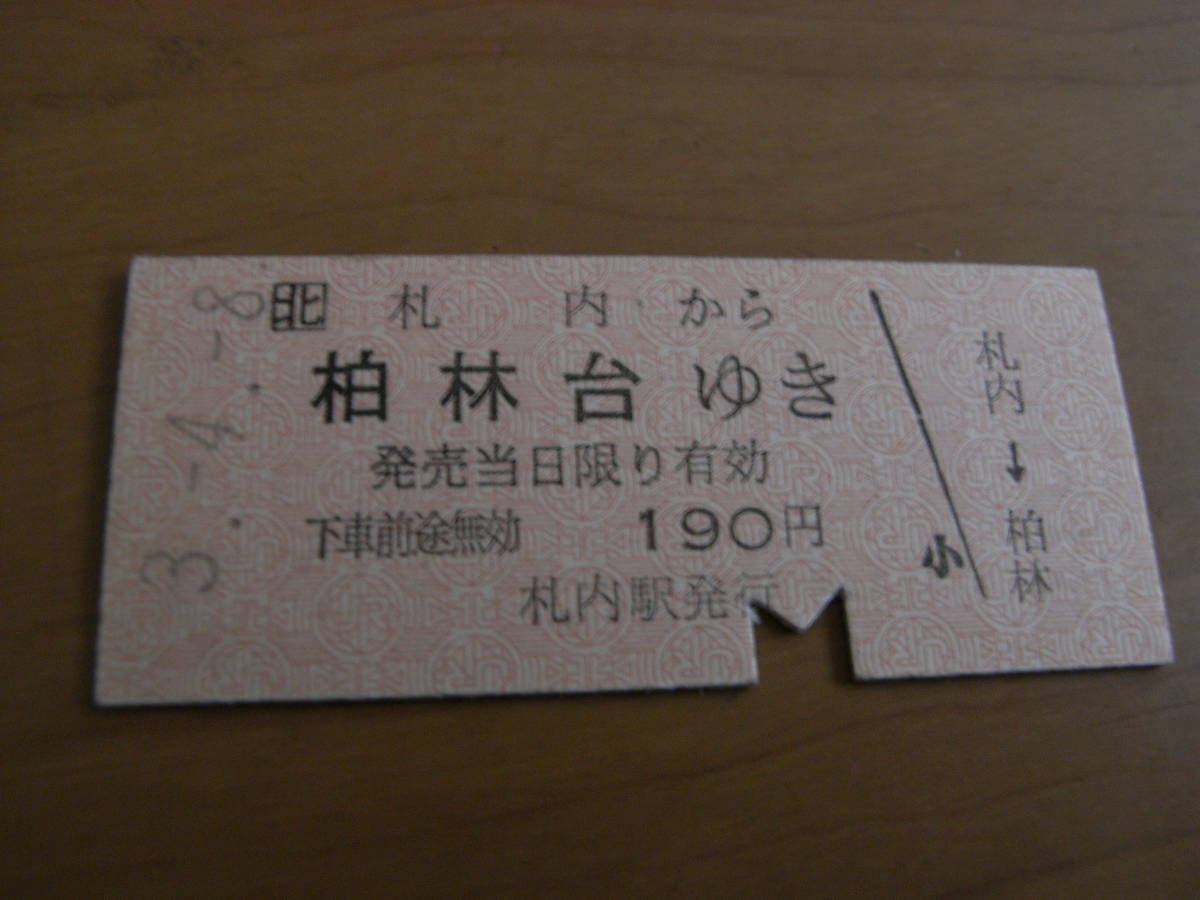 3.-4.-8
北 札 内 から
柏林台 ゆき
発売当日限り有効
下車前途無効 190円
札内駅発行
小
札内→柏林